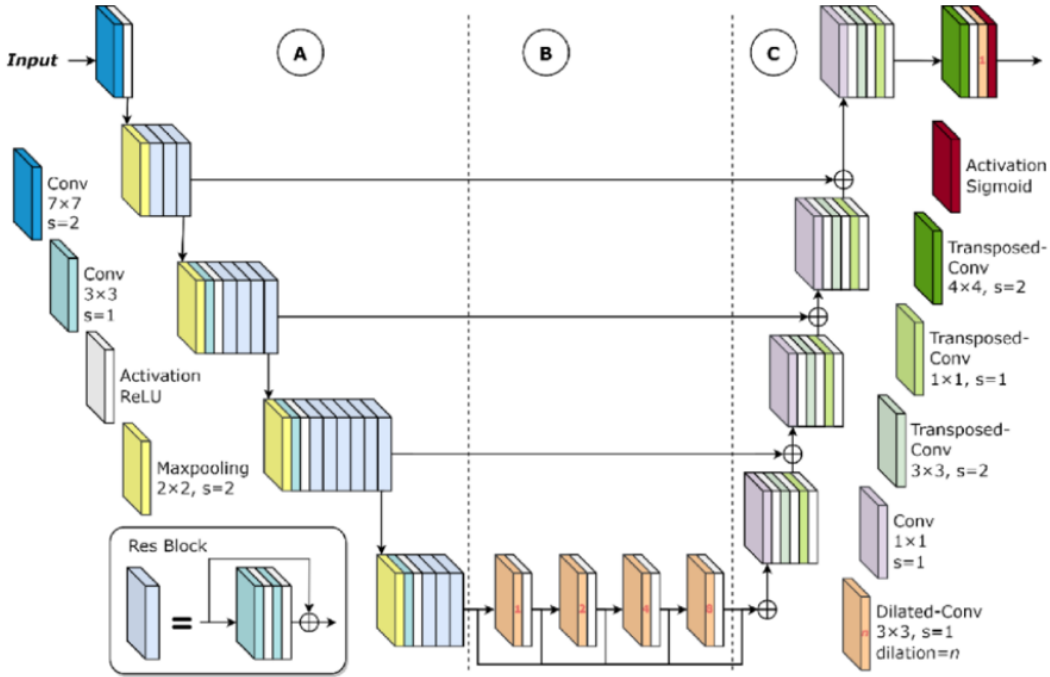 Input
A
B
C
1
Conv
7×7
s=2
Conv
3×3
s=1
Activation
ReLU
Maxpooling
2×2, s=2
Res Block
=
1
2
4
8
Activation
Sigmoid
Transposed-
Conv
4×4, s=2
Transposed-
Conv
1×1, s=1
Transposed-
Conv
3×3, s=2
Conv
1×1
s=1
n
Dilated-Conv
3×3, s=1
dilation=n